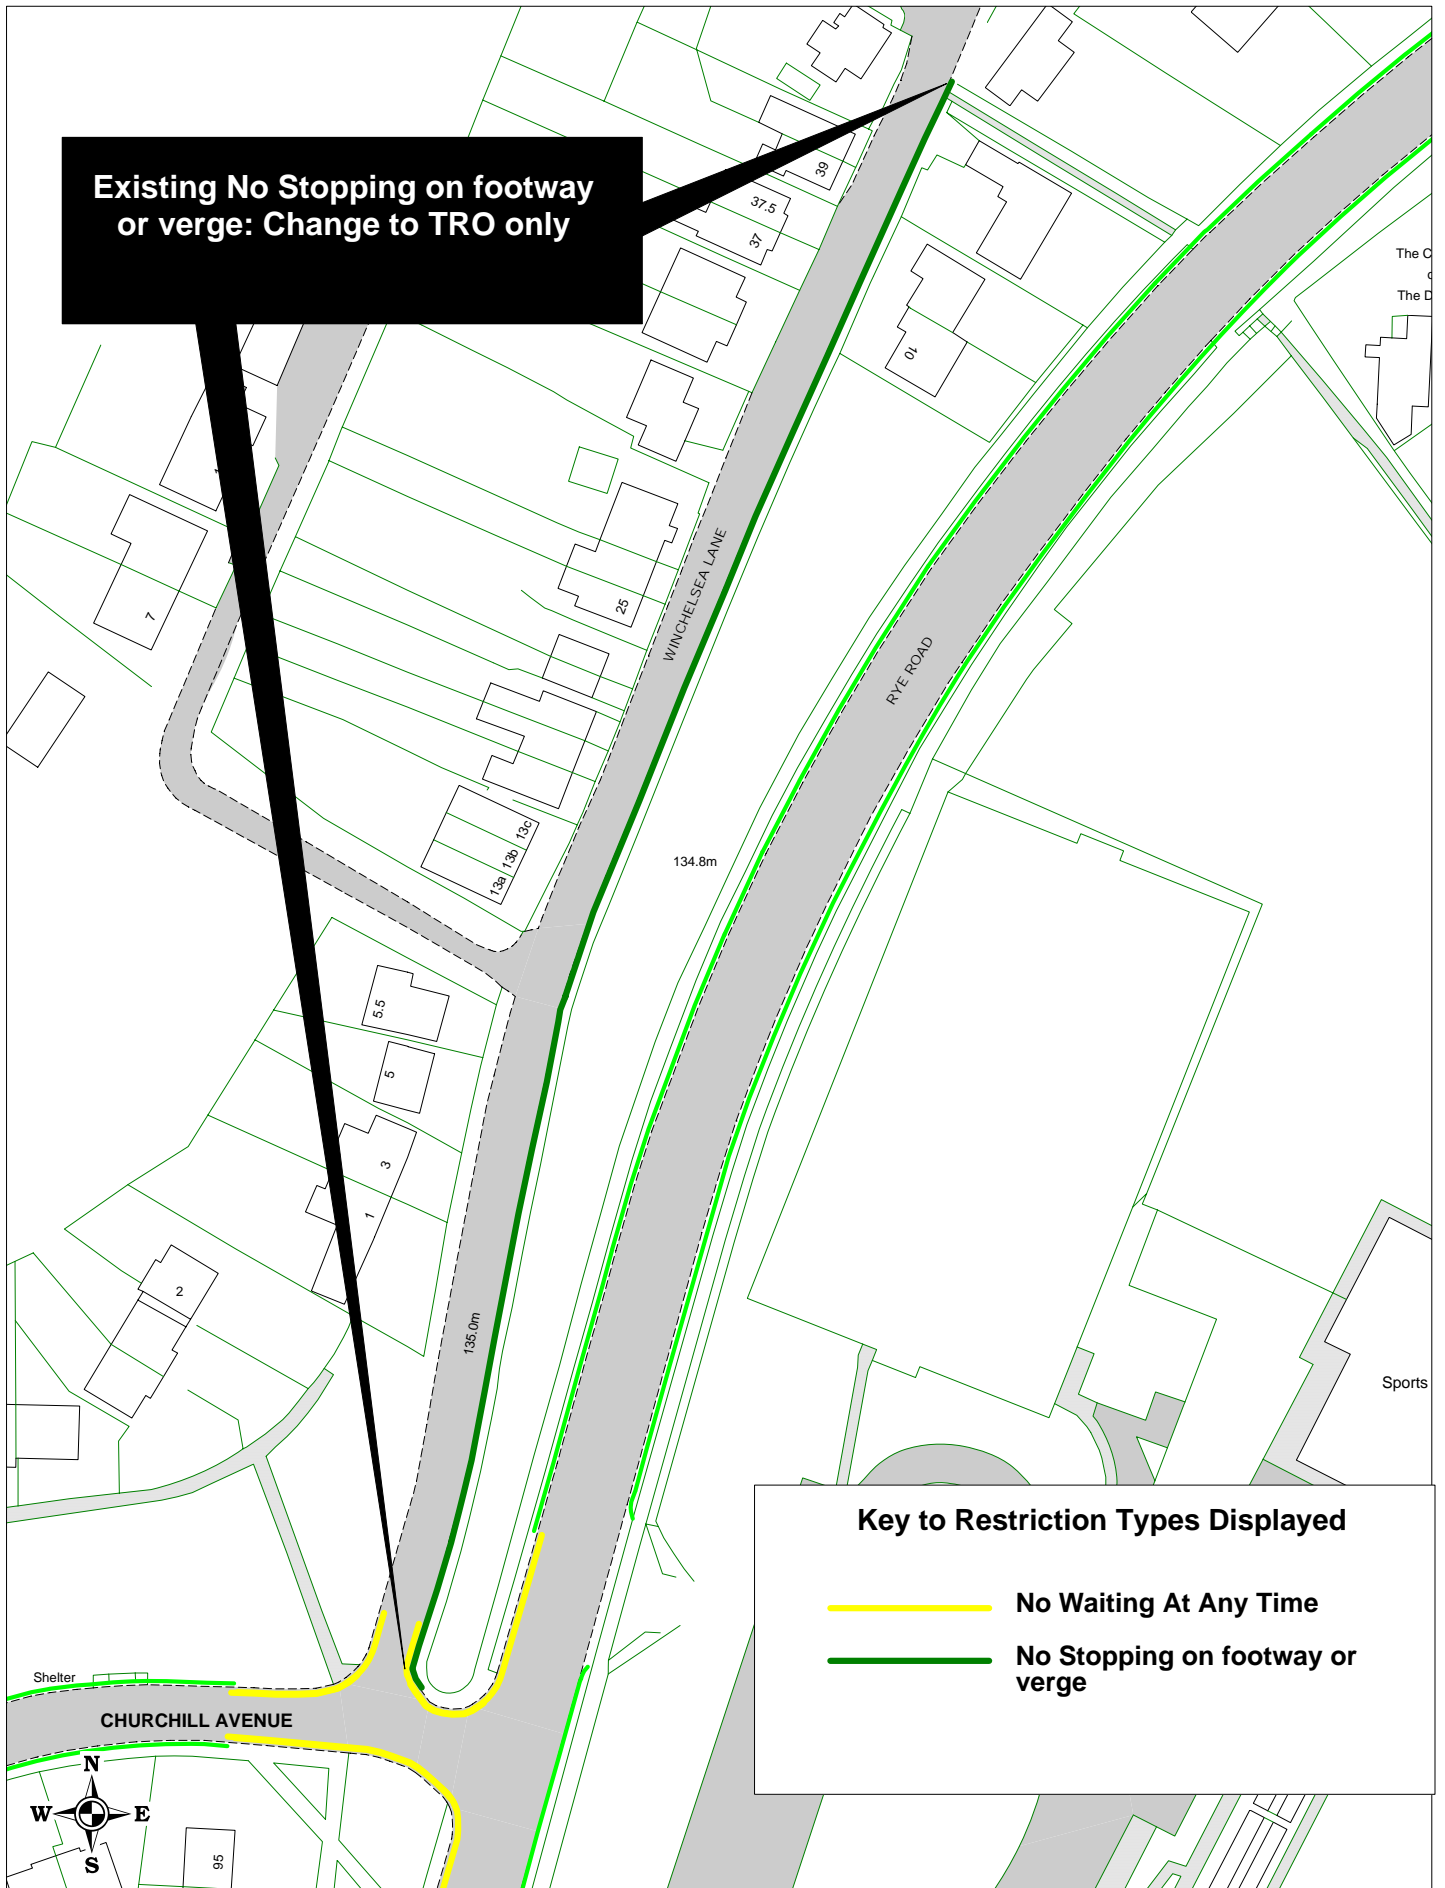 Existing No Stopping on footway
or verge: Change to TRO only
39
37.5
37
The D
10
WINCHELSEA LANE
25
7
RYE ROAD
13a 13b 13c
134.8m
5.5
5
3
1
2
135.0m
Sports
Key to Restriction Types Displayed
No Waiting At Any Time
No Stopping on footway or
verge
Shelter
CHURCHILL AVENUE
N
W E
S
95